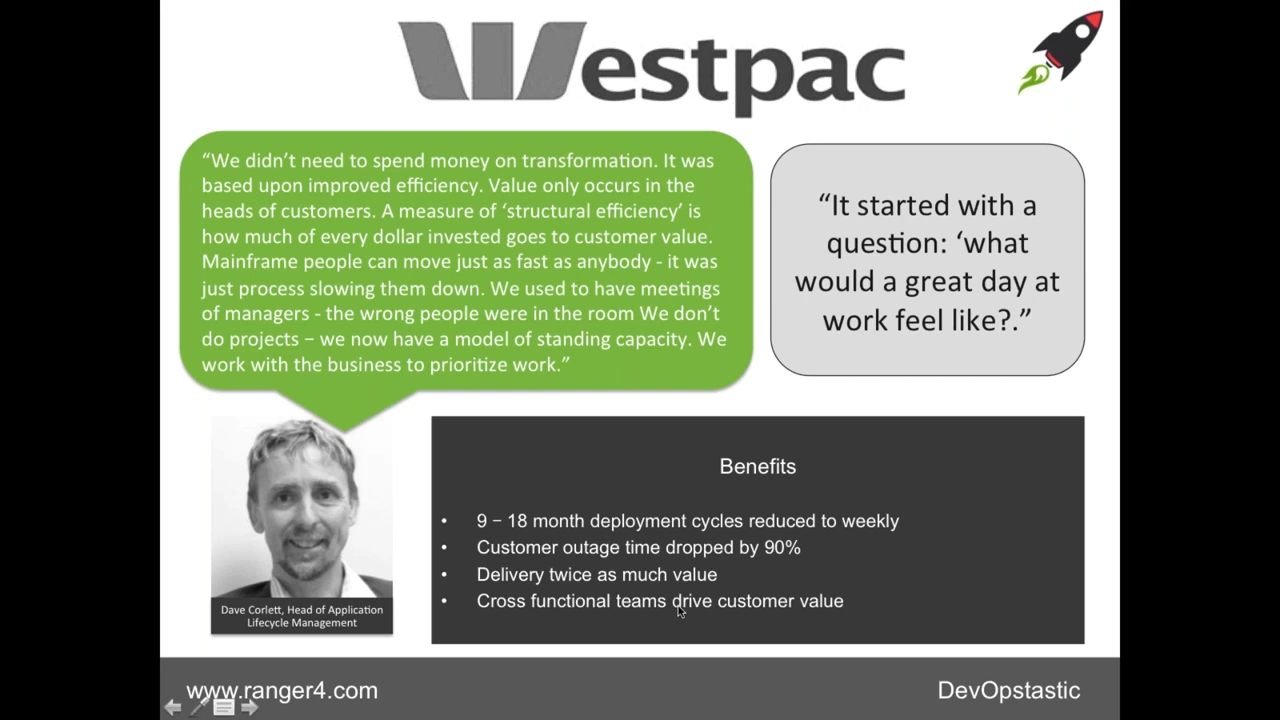 Westpac
“We didn’t need to spend money on transformation. It was
based upon improved efficiency. Value only occurs in the
heads of customers. A measure of ‘structural efficiency’ is
how much of every dollar invested goes to customer value.
Mainframe people can move just as fast as anybody - it was
just process slowing them down. We used to have meetings
of managers - the wrong people were in the room We don’t
do projects – we now have a model of standing capacity. We
work with the business to prioritize work.”
“It started with a
question: ‘what
would a great day at
work feel like?.”
Dave Corlett, Head of Application
Lifecycle Management
Benefits
• 9 – 18 month deployment cycles reduced to weekly
• Customer outage time dropped by 90%
• Delivery twice as much value
• Cross functional teams drive customer value
www.ranger4.com
DevOpstastic